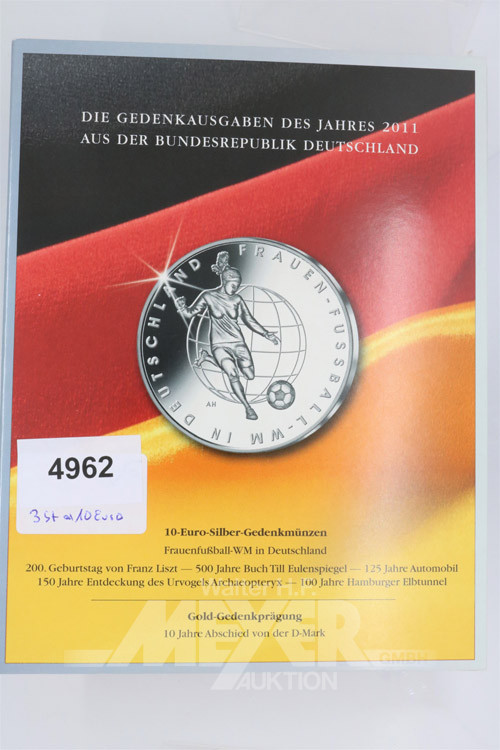 DIE GEDENKAUSGABEN DES JAHRES 2011
AUS DER BUNDESREPUBLIK DEUTSCHLAND
FRAUEN-FUSSBALL-WM IN DEUTSCHLAND
AH
4962
3 St a 10 Euro
10-Euro-Silber-Gedenkmünzen
Frauenfußball-WM in Deutschland
200. Geburtstag von Franz Liszt — 500 Jahre Buch Till Eulenspiegel — 125 Jahre Automobil
150 Jahre Entdeckung des Urvogels Archaeopteryx — 100 Jahre Hamburger Elbtunnel
Walter H.F.
Gold-Gedenkprägung
10 Jahre Abschied von der D-Mark
MEYER
GMBH
AUKTION